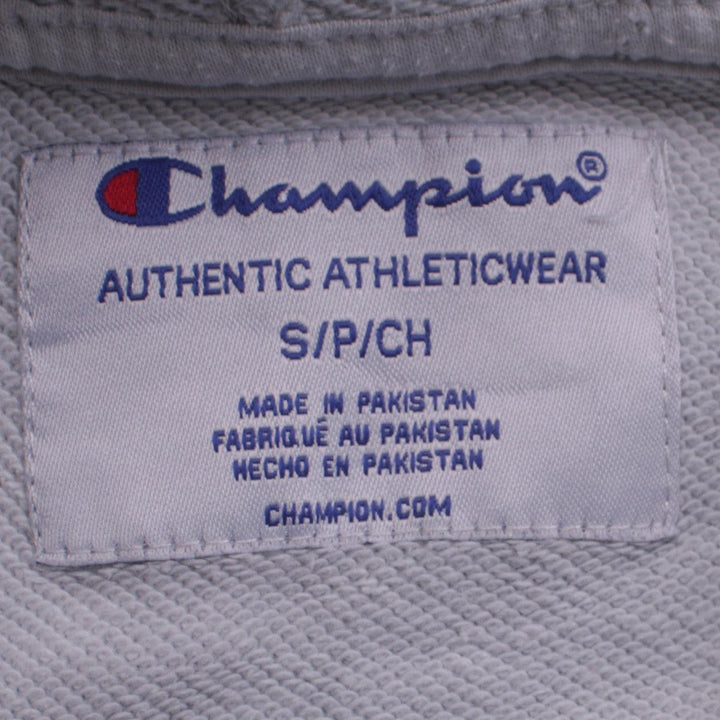 Champion®
AUTHENTIC ATHLETICWEAR
S/P/CH
MADE IN PAKISTAN
FABRIQUÉ AU PAKISTAN
HECHO EN PAKISTAN
CHAMPION.COM